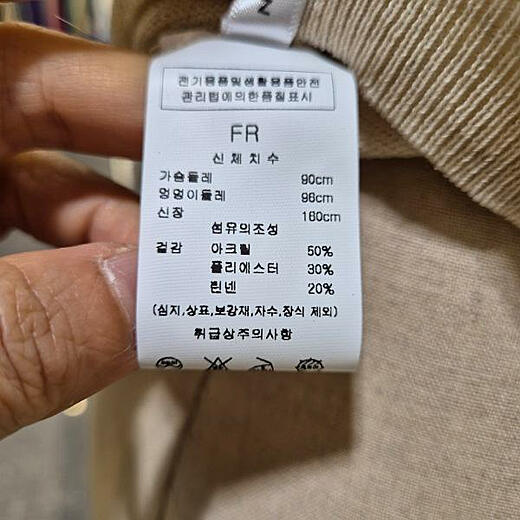 전기용품및생활용품안전
관리법에의한품질표시
FR
신체치수
가슴둘레 90cm
엉덩이둘레 96cm
신장 160cm
섬유의조성
겉감 아크릴 50%
폴리에스터 30%
린넨 20%
(심지,상표,보강재,자수,장식 제외)
취급상주의사항